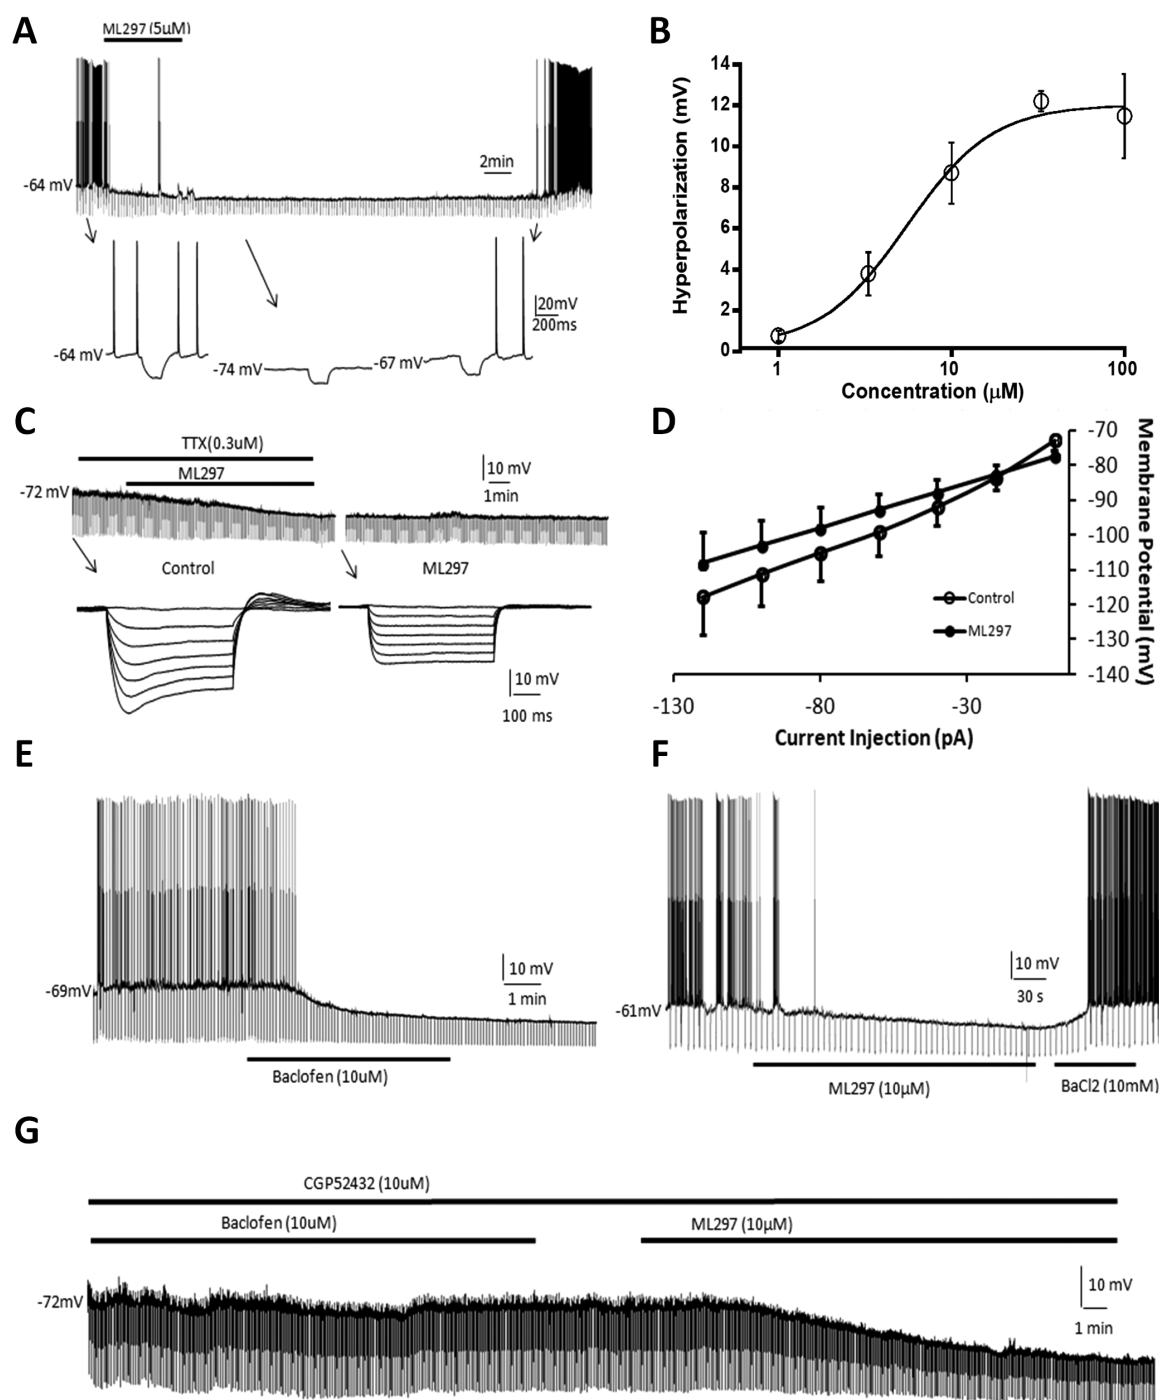 A
ML297 (5µM)
2min
-64 mV
20mV
200ms
-64 mV
-74 mV
-67 mV
B
14
12
10
8
6
4
2
0
Hyperpolarization (mV)
1
10
100
Concentration (µM)
C
TTX(0.3uM)
ML297
10 mV
1min
-72 mV
Control
ML297
10 mV
100 ms
D
-70
-80
-90
-100
-110
-120
-130
-140
Membrane Potential (mV)
Control
ML297
-130
-80
-30
Current Injection (pA)
E
-69mV
10 mV
1 min
Baclofen (10uM)
F
-61mV
10 mV
30 s
ML297 (10µM)
BaCl2 (10mM)
G
CGP52432 (10uM)
Baclofen (10uM)
ML297 (10µM)
-72mV
10 mV
1 min